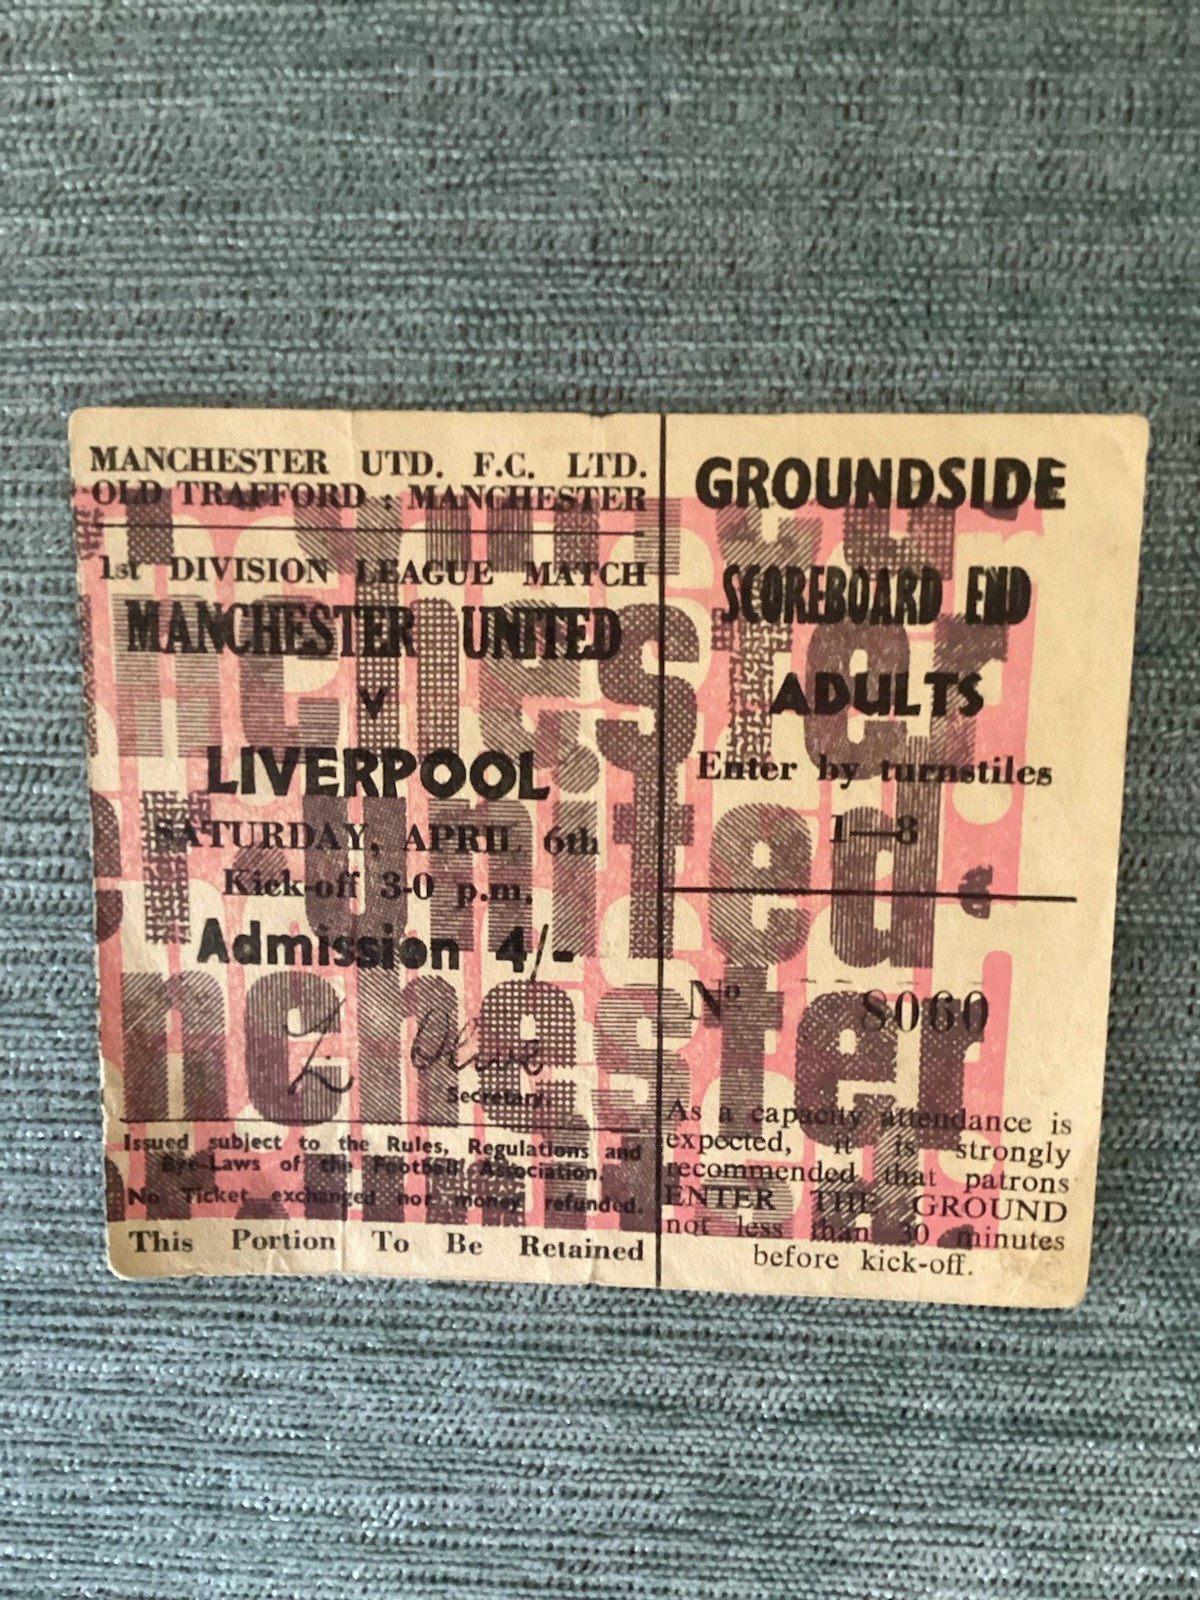 MANCHESTER UTD. F.C. LTD.
OLD TRAFFORD : MANCHESTER
1st DIVISION LEAGUE MATCH
MANCHESTER UNITED
V
LIVERPOOL
SATURDAY, APRIL 6th
Kick-off 3-0 p.m.
Admission 4/-
Secretary.
Issued subject to the Rules, Regulations and
Bye-Laws of the Football Association.
No Ticket exchanged nor money refunded.
This Portion To Be Retained
GROUNDSIDE
SCOREBOARD END
ADULTS
Enter by turnstiles
1—8
No 8060
As a capacity attendance is
expected, it is strongly
recommended that patrons
ENTER THE GROUND
not less than 30 minutes
before kick-off.